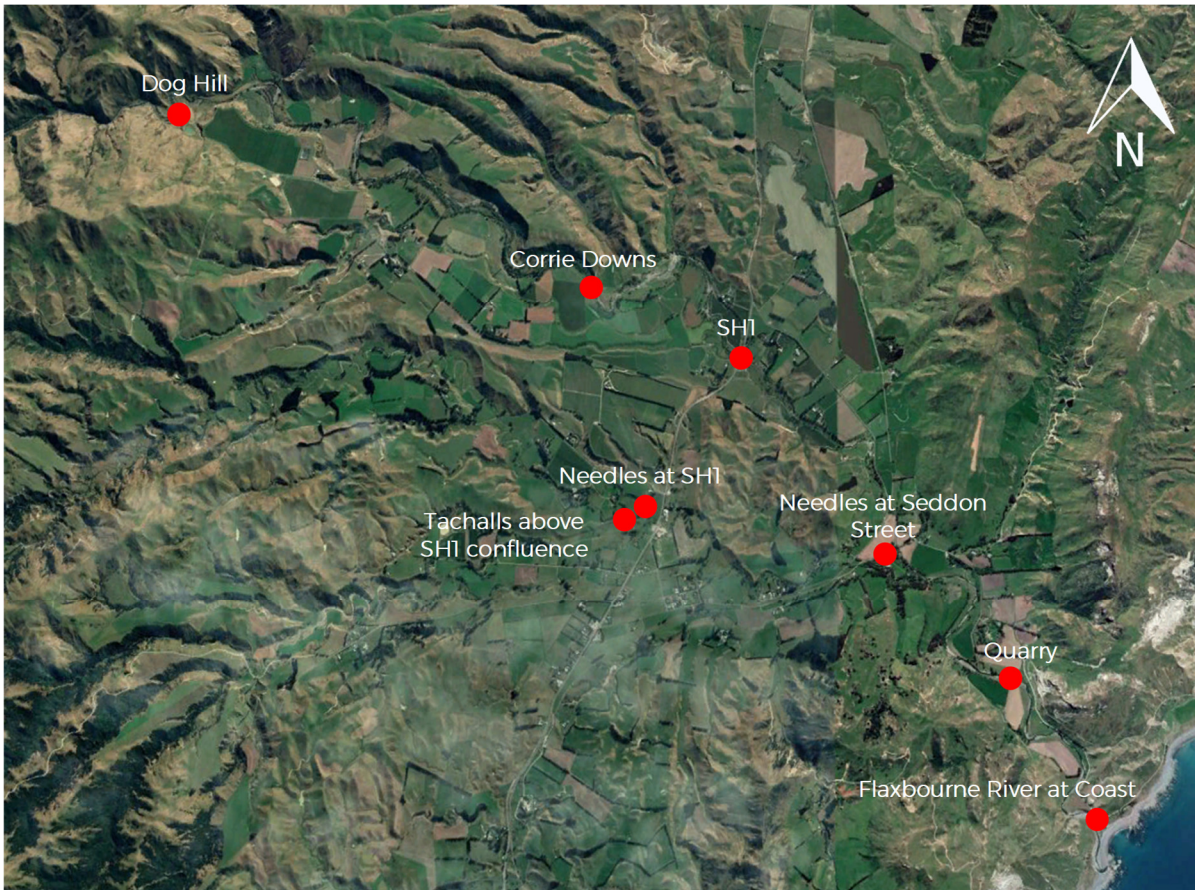 Dog Hill
N
Corrie Downs
SH1
Needles at SH1
Tachalls above
SH1 confluence
Needles at Seddon
Street
Quarry
Flaxbourne River at Coast